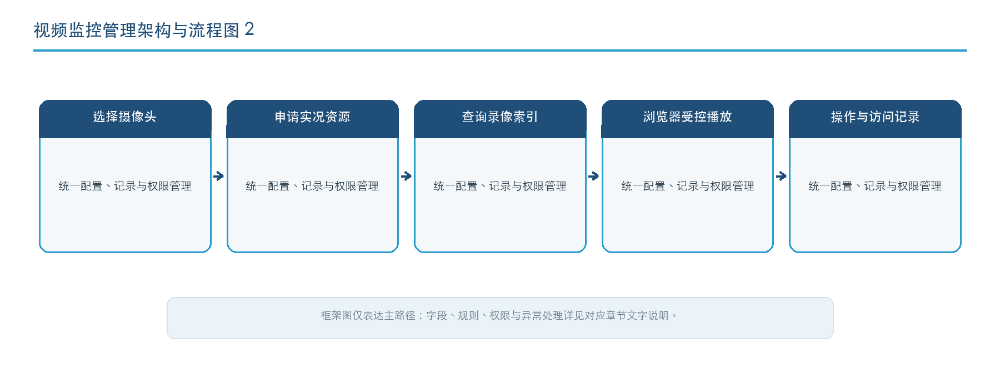 视频监控管理架构与流程图 2
选择摄像头
申请实况资源
查询录像索引
浏览器受控播放
操作与访问记录
统一配置、记录与权限管理
统一配置、记录与权限管理
统一配置、记录与权限管理
统一配置、记录与权限管理
统一配置、记录与权限管理
框架图仅表达主路径；字段、规则、权限与异常处理详见对应章节文字说明。